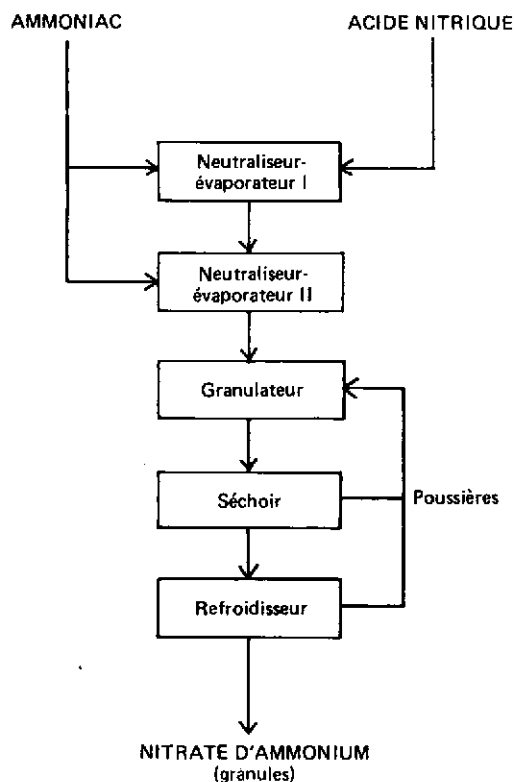 AMMONIAC
ACIDE NITRIQUE
Neutraliseur-
évaporateur I
Neutraliseur-
évaporateur II
Granulateur
Séchoir
Poussières
Refroidisseur
NITRATE D'AMMONIUM
(granules)